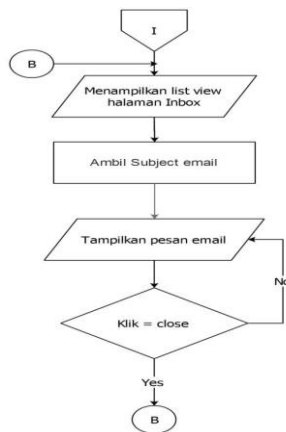 I
B
Menampilkan list view
halaman Inbox
Ambil Subject email
Tampilkan pesan email
No
Klik = close
Yes
B